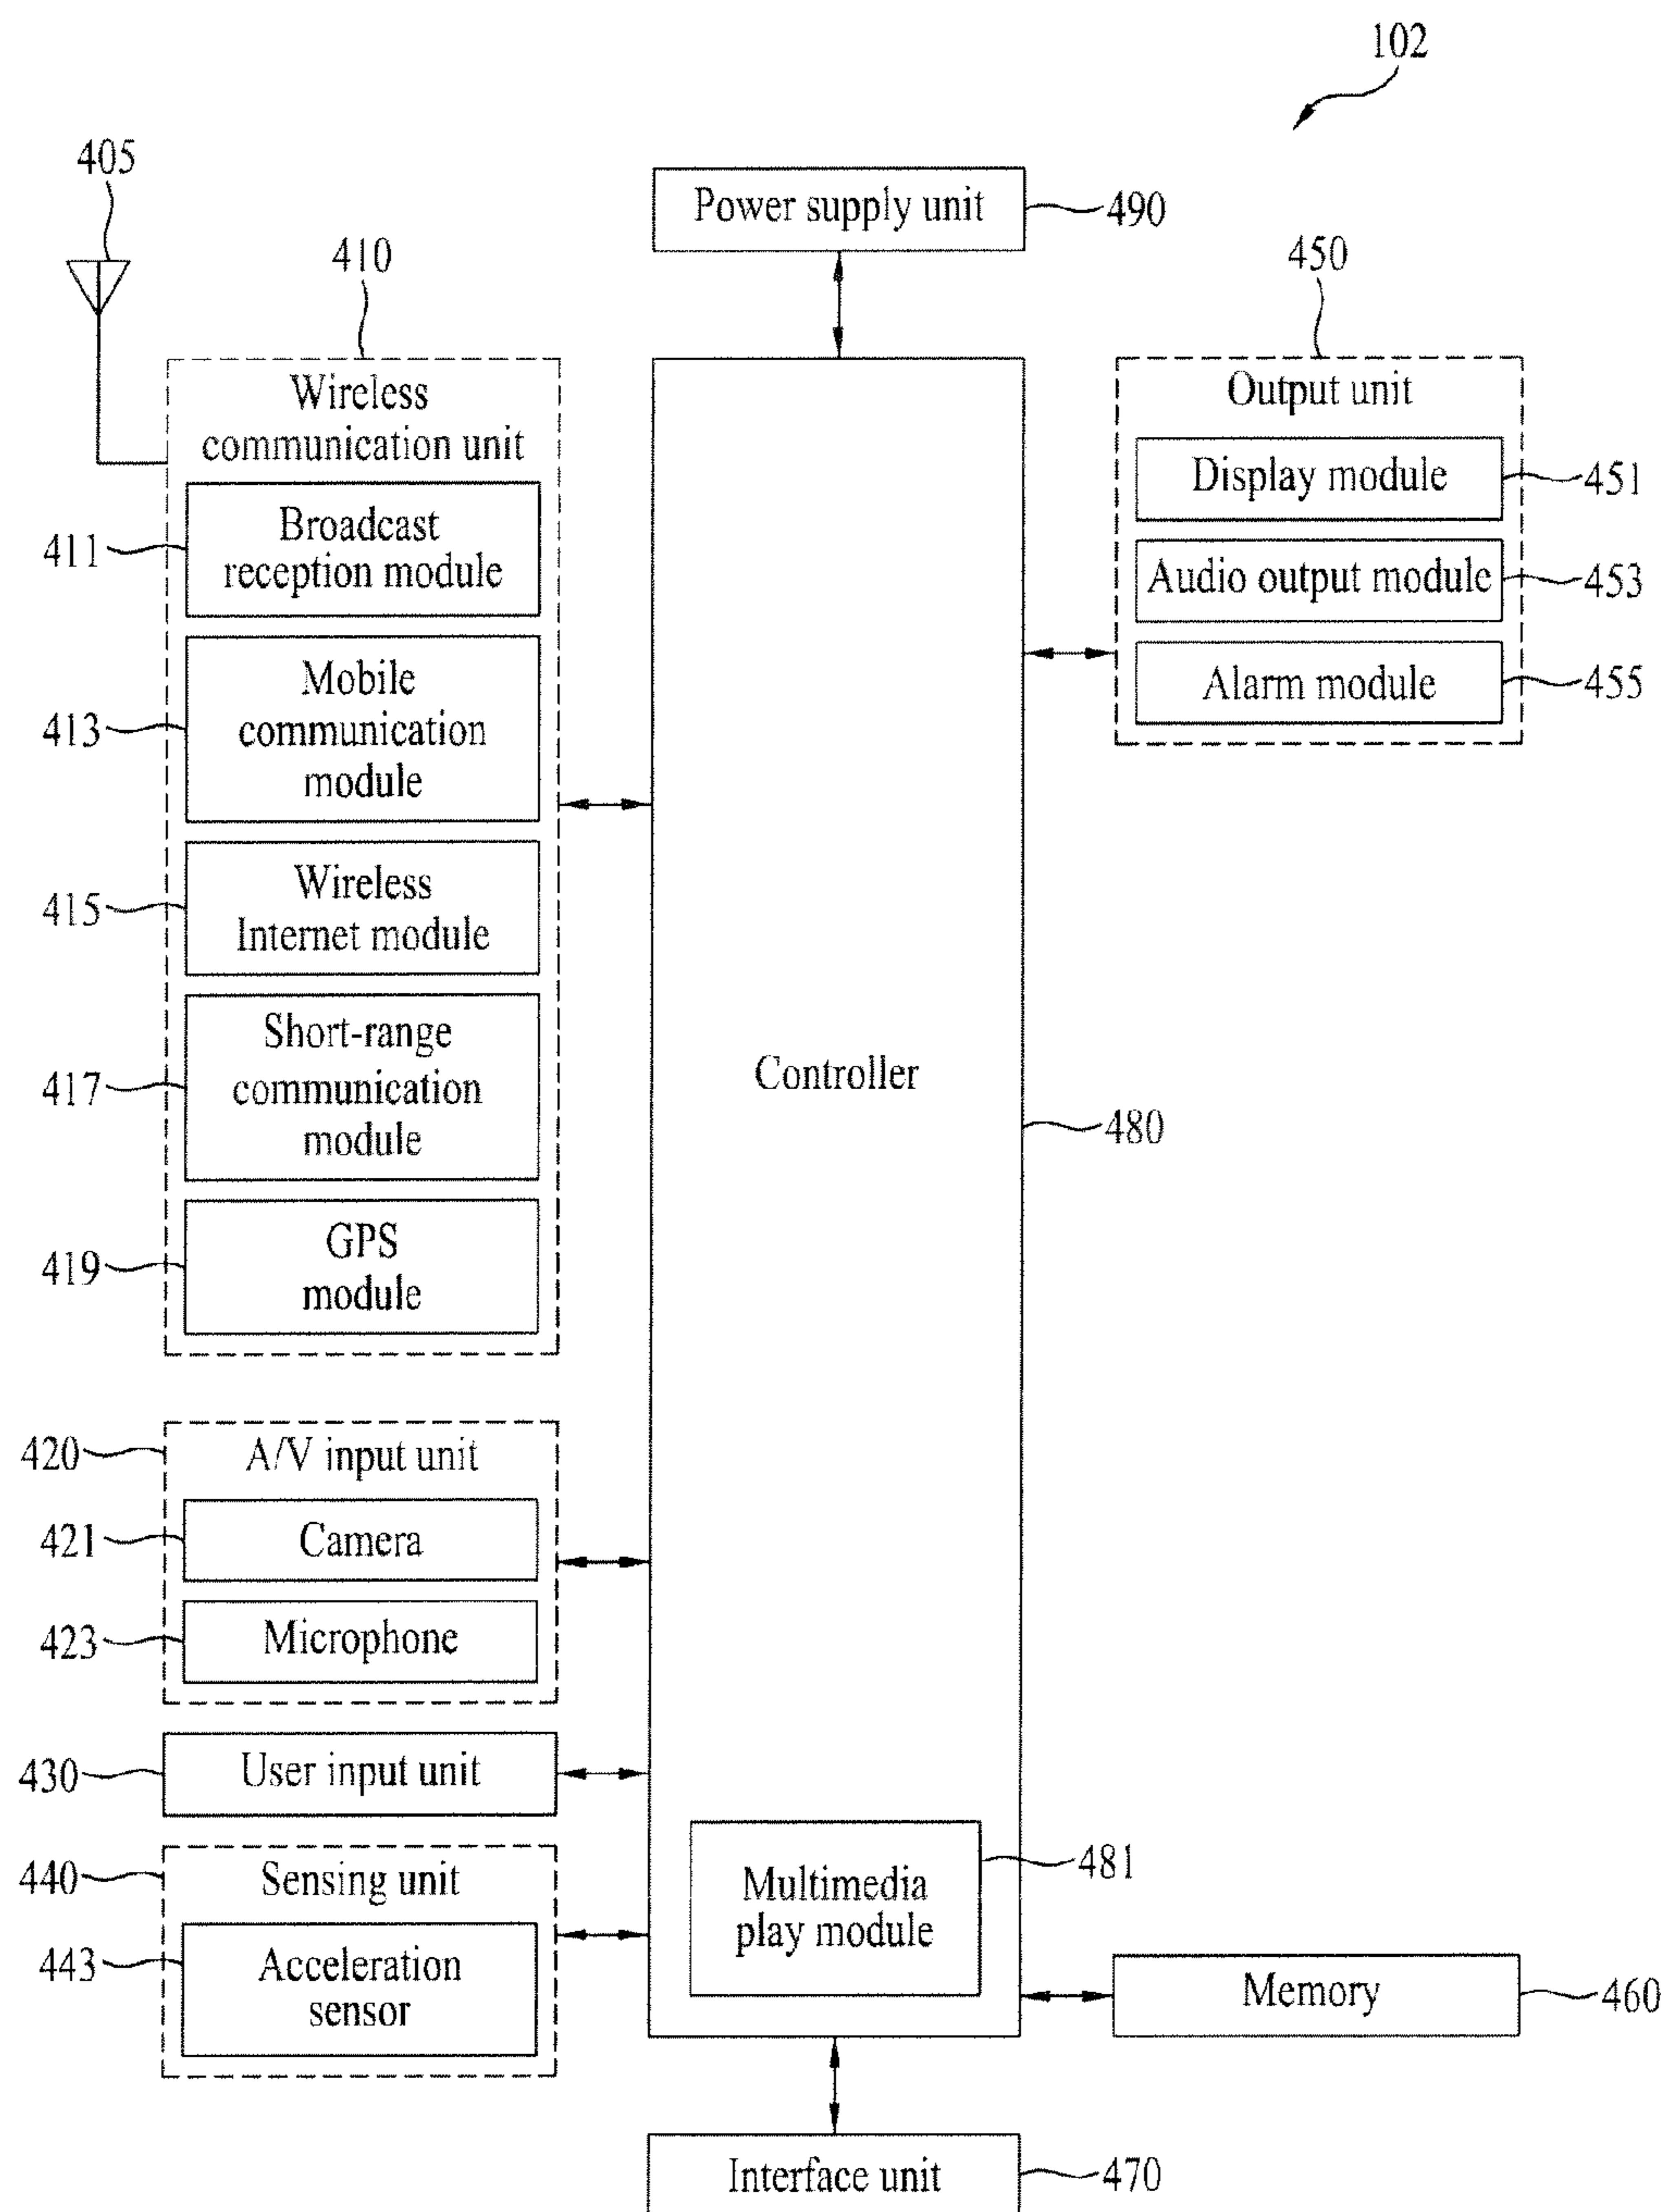 102
405
Power supply unit
490
410
450
Wireless
communication unit
Output unit
Display module
451
411
Broadcast
reception module
Audio output module
453
Alarm module
455
413
Mobile
communication
module
415
Wireless
Internet module
417
Short-range
communication
module
Controller
480
419
GPS
module
420
A/V input unit
421
Camera
423
Microphone
430
User input unit
440
Sensing unit
443
Acceleration
sensor
Multimedia
play module
481
Memory
460
Interface unit
470